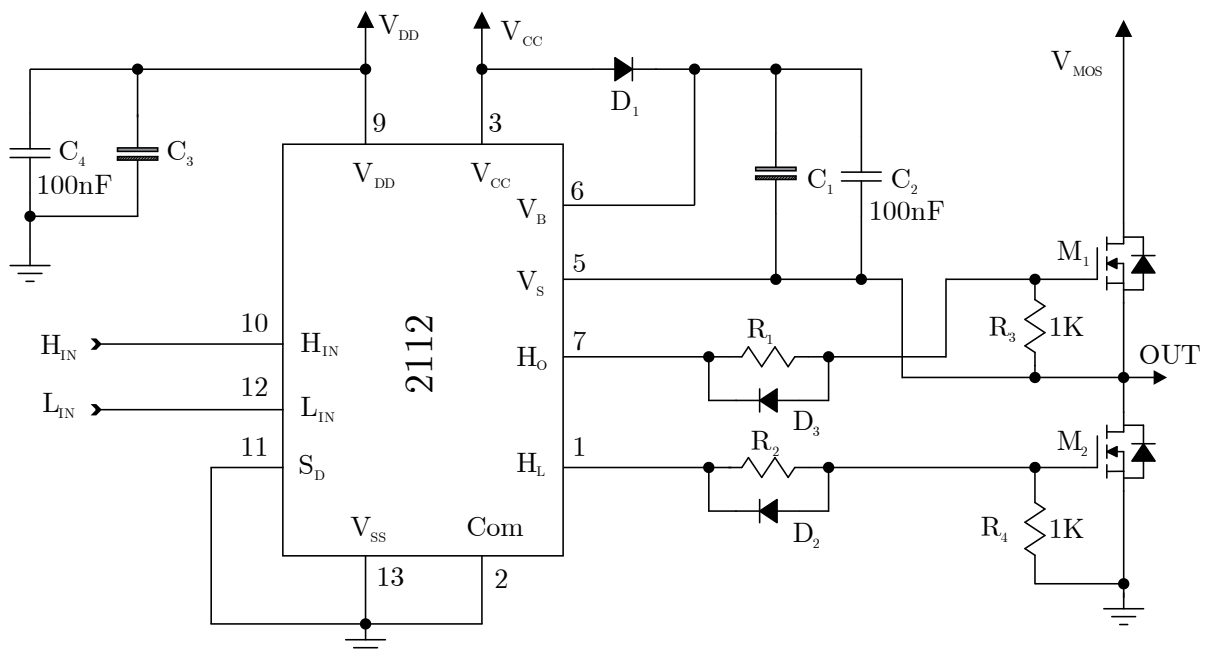 V_DD
V_CC
V_MOS
D_1
9
3
C_4
100nF
C_3
V_DD
V_CC
V_B
6
C_1
C_2
100nF
V_S
5
M_1
H_IN
10
H_IN
2112
H_O
7
R_1
R_3
1K
OUT
L_IN
12
L_IN
D_3
11
S_D
H_L
1
R_2
M_2
D_2
R_4
1K
V_SS
Com
13
2